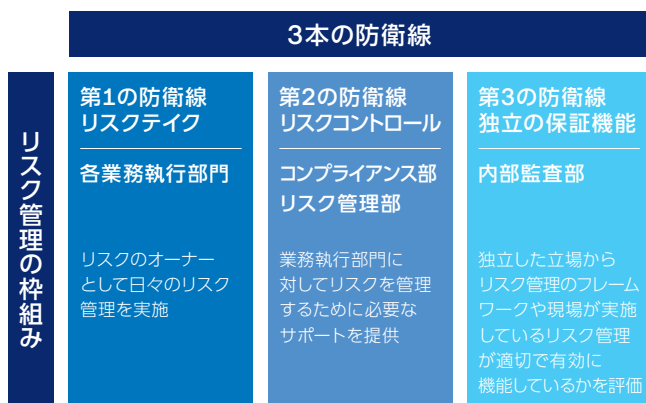 3本の防衛線
リスク管理の枠組み
第1の防衛線
リスクテイク
各業務執行部門
リスクのオーナー
として日々のリスク
管理を実施
第2の防衛線
リスクコントロール
コンプライアンス部
リスク管理部
業務執行部門に
対してリスクを管理
するために必要な
サポートを提供
第3の防衛線
独立の保証機能
内部監査部
独立した立場から
リスク管理のフレーム
ワークや現場が実施
しているリスク管理
が適切で有効に
機能しているかを評価